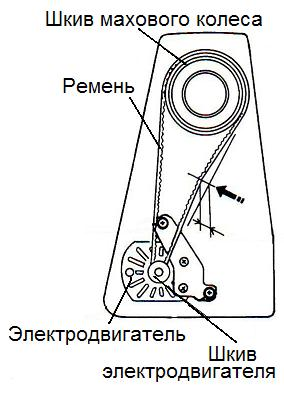 Шкив махового колеса
Ремень
Электродвигатель
Шкив
электродвигателя